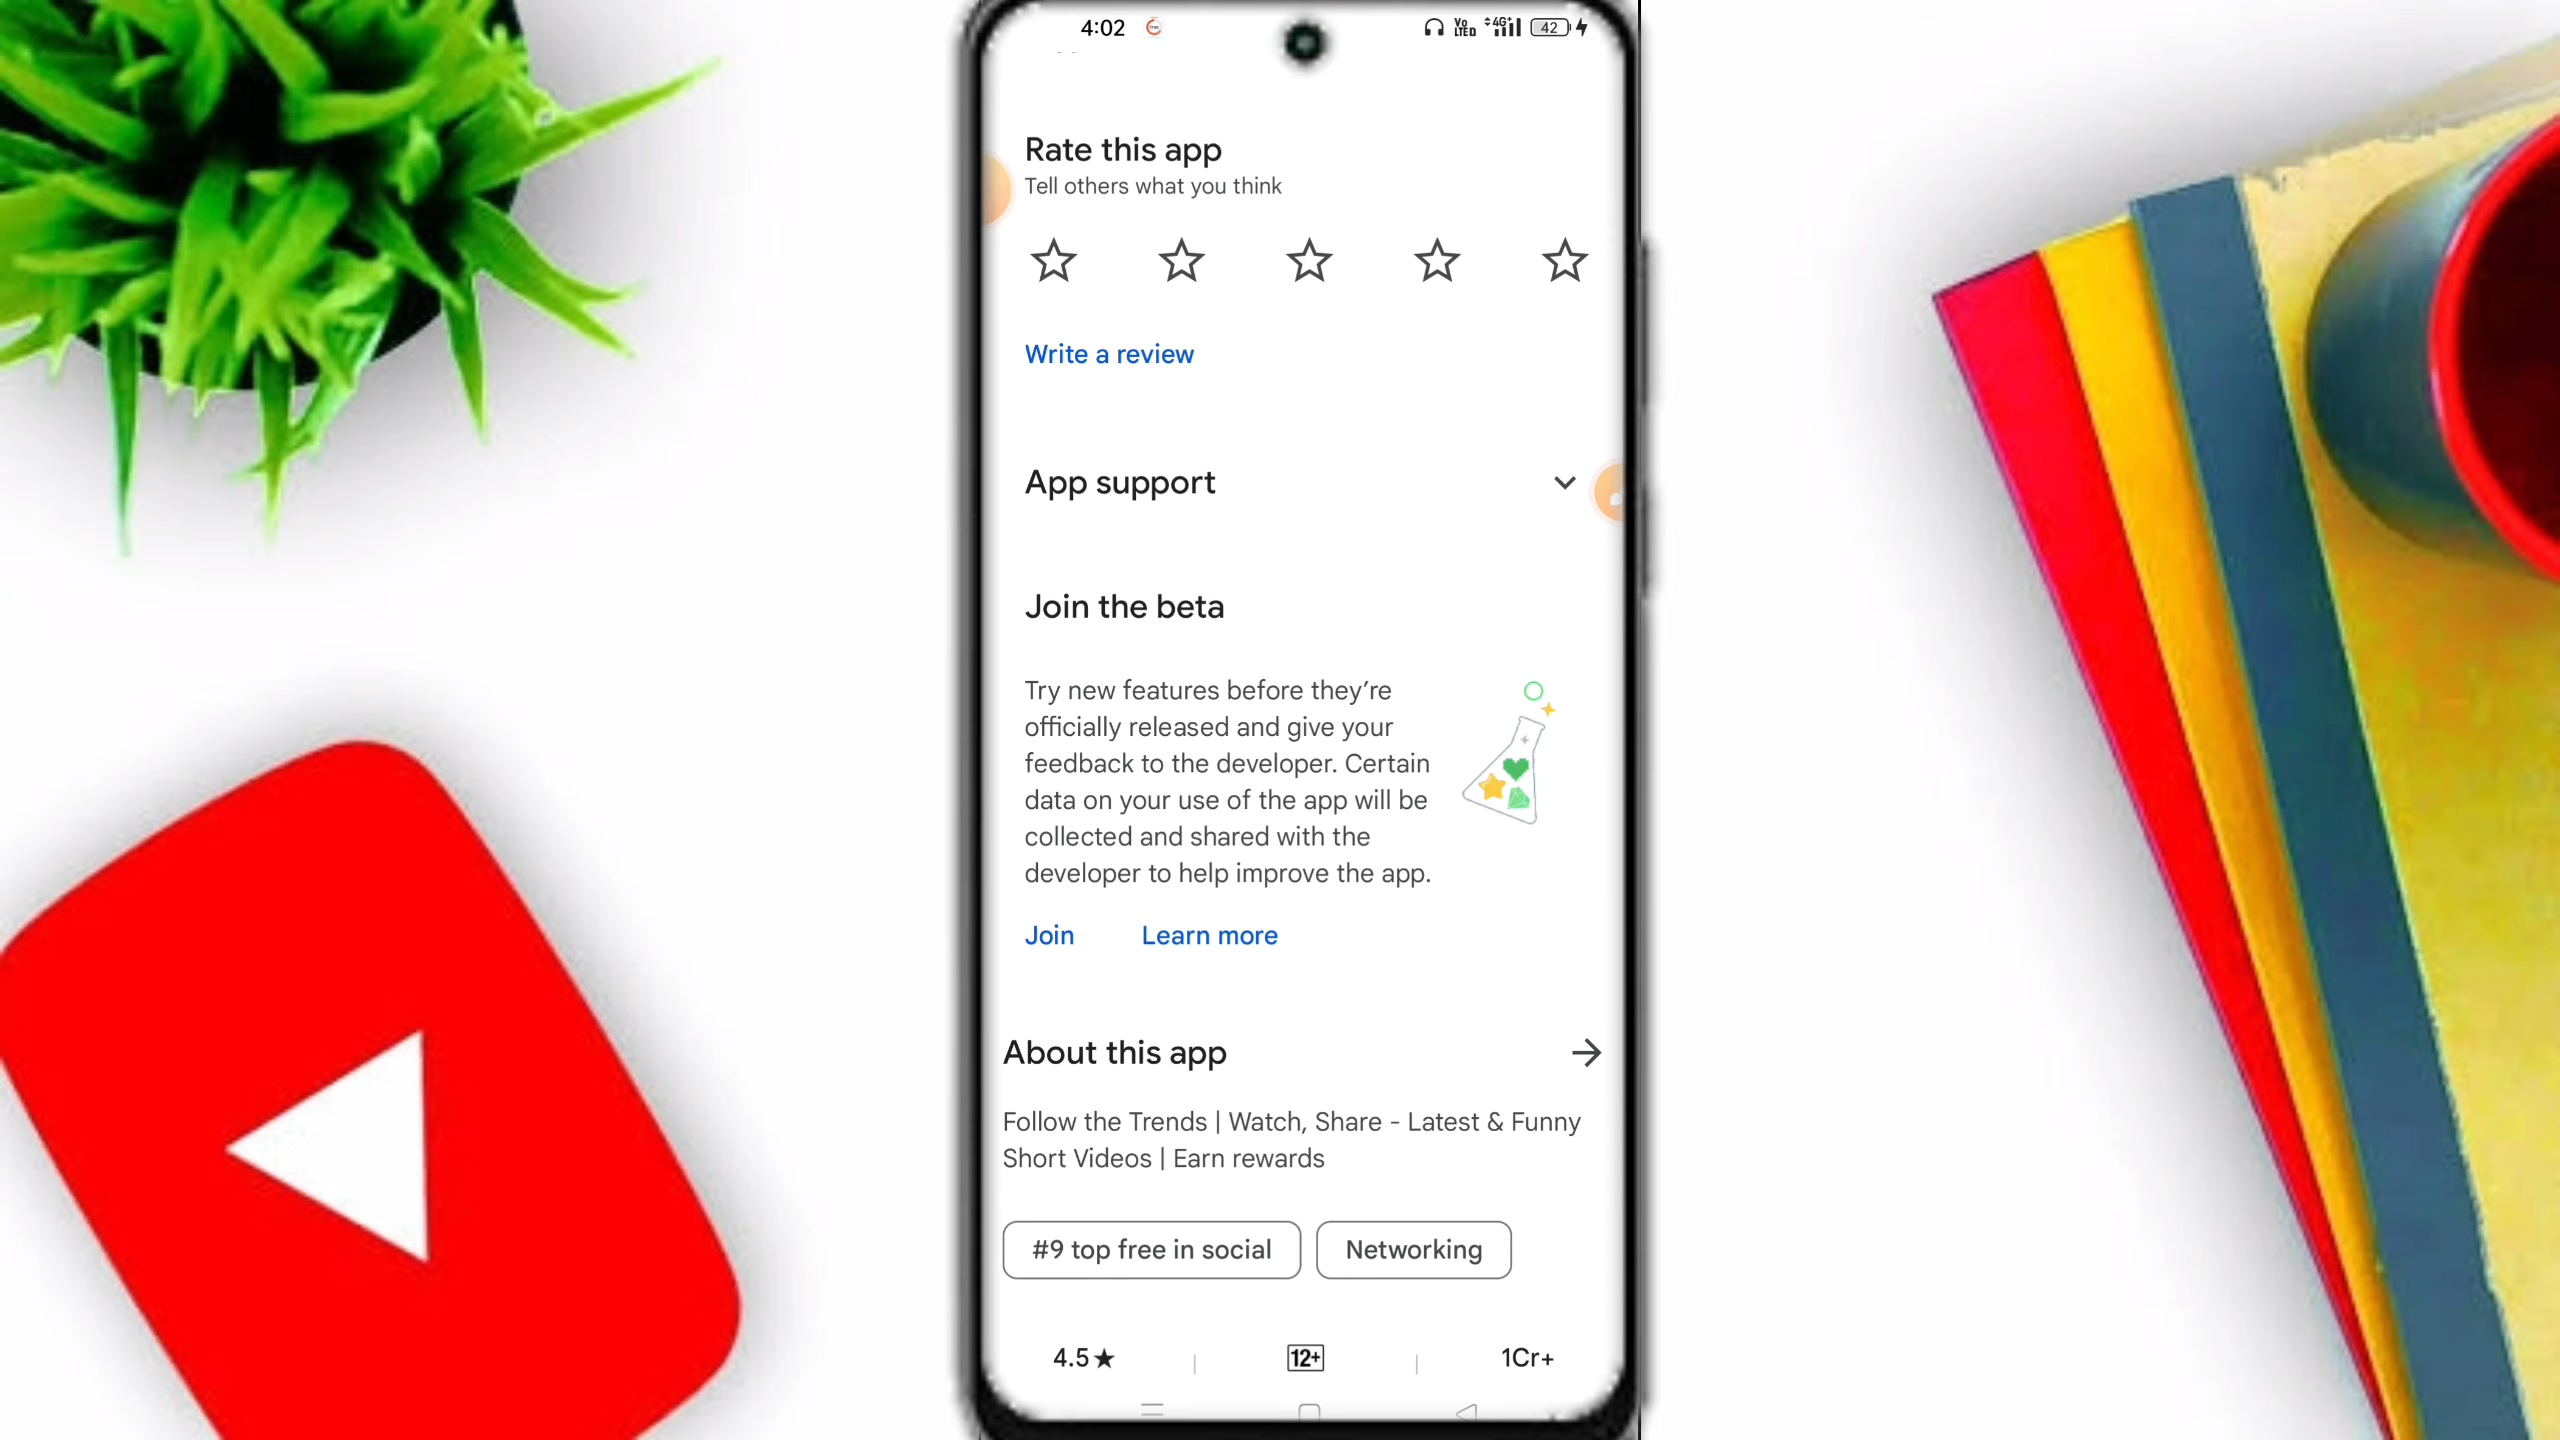 4:02
Vo
LTED
4G+
42
Rate this app
Tell others what you think
Write a review
App support
Join the beta
Try new features before they’re
officially released and give your
feedback to the developer. Certain
data on your use of the app will be
collected and shared with the
developer to help improve the app.
Join Learn more
About this app
Follow the Trends | Watch, Share - Latest & Funny
Short Videos | Earn rewards
#9 top free in social Networking
4.5★ 12+ 1Cr+